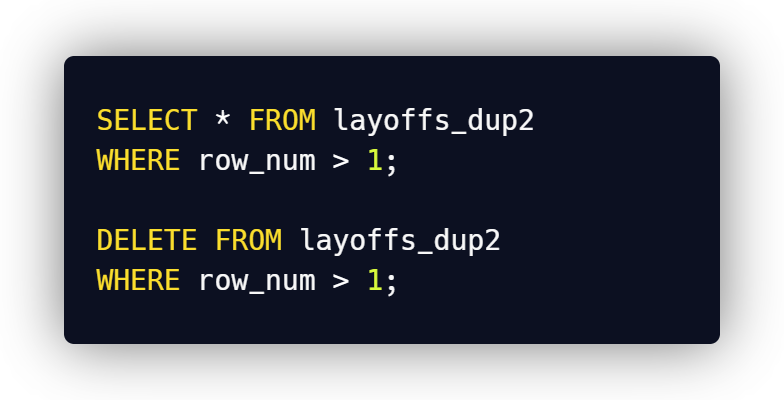 SELECT * FROM layoffs_dup2
WHERE row_num > 1;
DELETE FROM layoffs_dup2
WHERE row_num > 1;